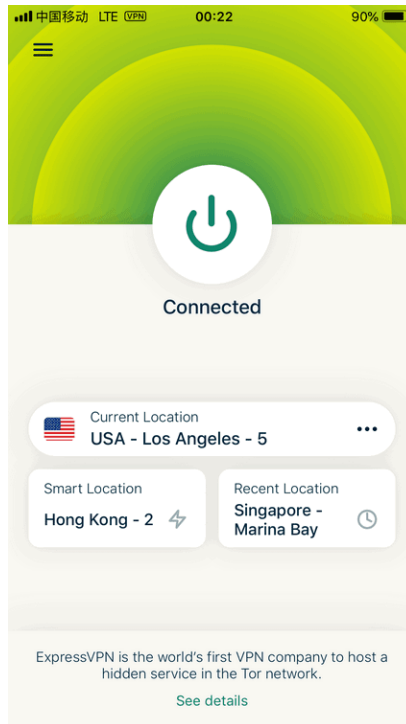 中国移动 LTE VPN 00:22 90%
Connected
Current Location
USA - Los Angeles - 5
Smart Location
Hong Kong - 2
Recent Location
Singapore -
Marina Bay
ExpressVPN is the world's first VPN company to host a
hidden service in the Tor network.
See details